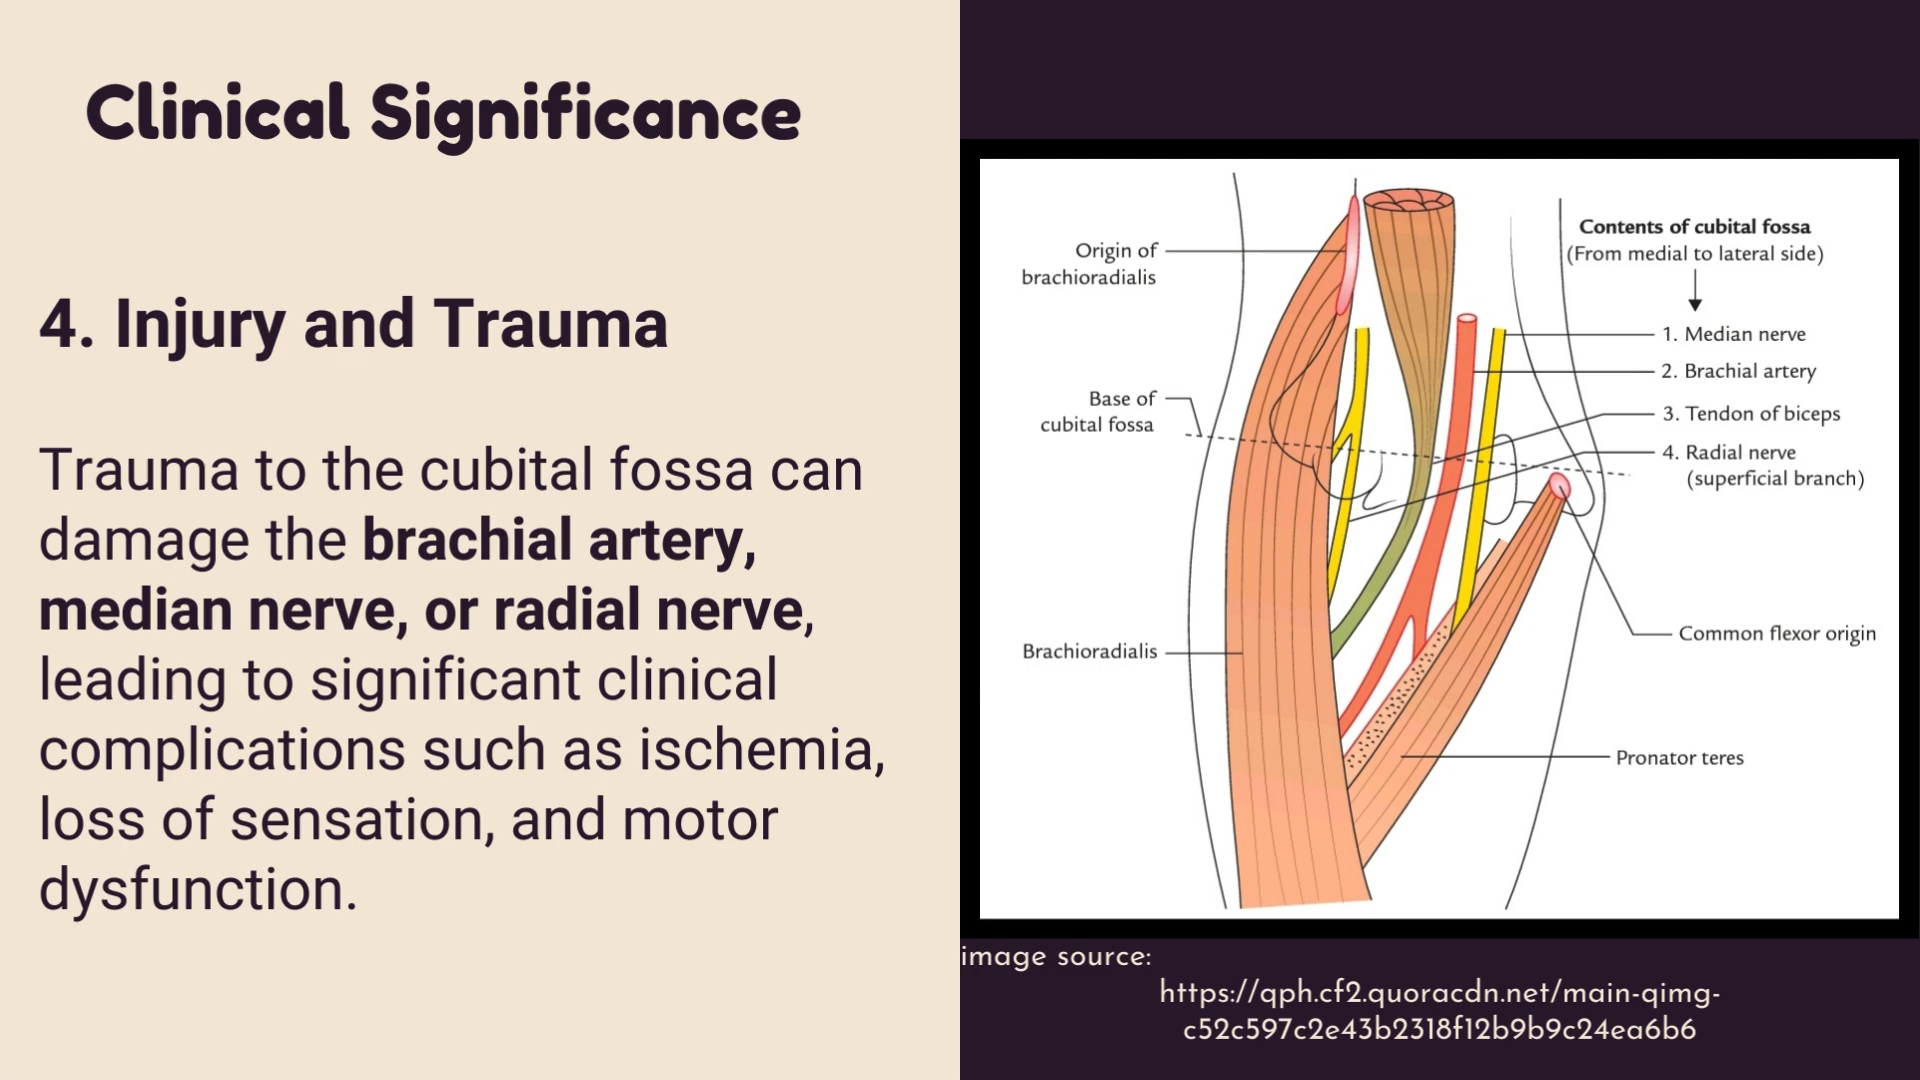 Clinical Significance
4. Injury and Trauma
Trauma to the cubital fossa can
damage the brachial artery,
median nerve, or radial nerve,
leading to significant clinical
complications such as ischemia,
loss of sensation, and motor
dysfunction.
Origin of
brachioradialis
Base of
cubital fossa
Brachioradialis
Contents of cubital fossa
(From medial to lateral side)
1. Median nerve
2. Brachial artery
3. Tendon of biceps
4. Radial nerve
(superficial branch)
Common flexor origin
Pronator teres
image source:
https://qph.cf2.quoracdn.net/main-qimg-
c52c597c2e43b2318f12b9b9c24ea6b6